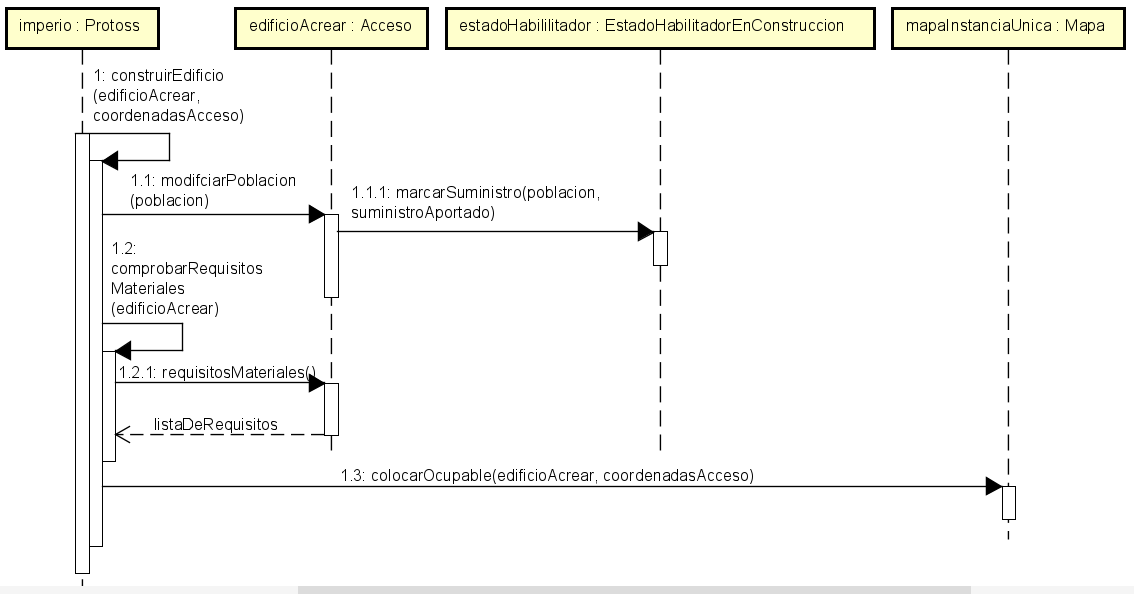 imperio : Protoss
edificioAcrear : Acceso
estadoHabililitador : EstadoHabilitadorEnConstruccion
mapaInstanciaUnica : Mapa
1: construirEdificio
(edificioAcrear,
coordenadasAcceso)
1.1: modifciarPoblacion
(poblacion)
1.1.1: marcarSuministro(poblacion,
suministroAportado)
1.2:
comprobarRequisitos
Materiales
(edificioAcrear)
1.2.1: requisitosMateriales()
listaDeRequisitos
1.3: colocarOcupable(edificioAcrear, coordenadasAcceso)